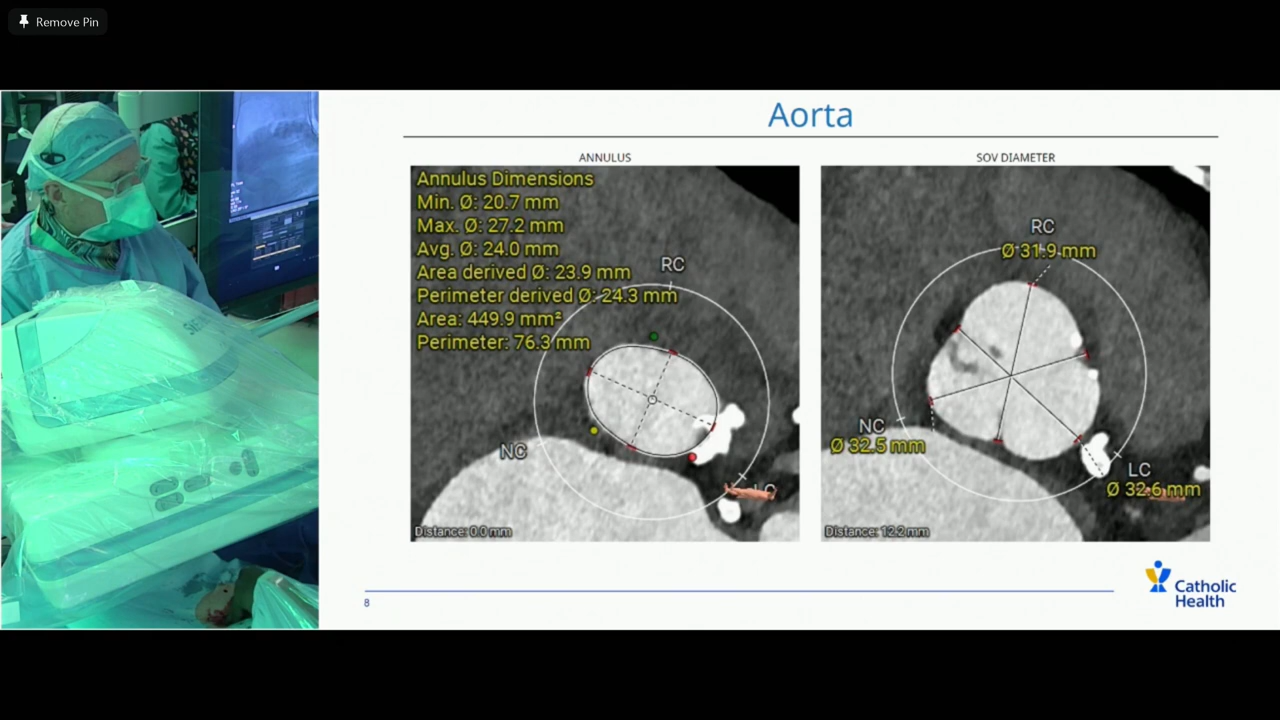 Remove Pin
Aorta
ANNULUS
SOV DIAMETER
Annulus Dimensions
Min. Ø: 20.7 mm
Max. Ø: 27.2 mm
Avg. Ø: 24.0 mm
Area derived Ø: 23.9 mm
Perimeter derived Ø: 24.3 mm
Area: 449.9 mm²
Perimeter: 76.3 mm
RC
NC
LC
Distance: 0.0 mm
RC
Ø 31.9 mm
NC
Ø 32.5 mm
LC
Ø 32.6 mm
Distance: 12.2 mm
8
Catholic
Health